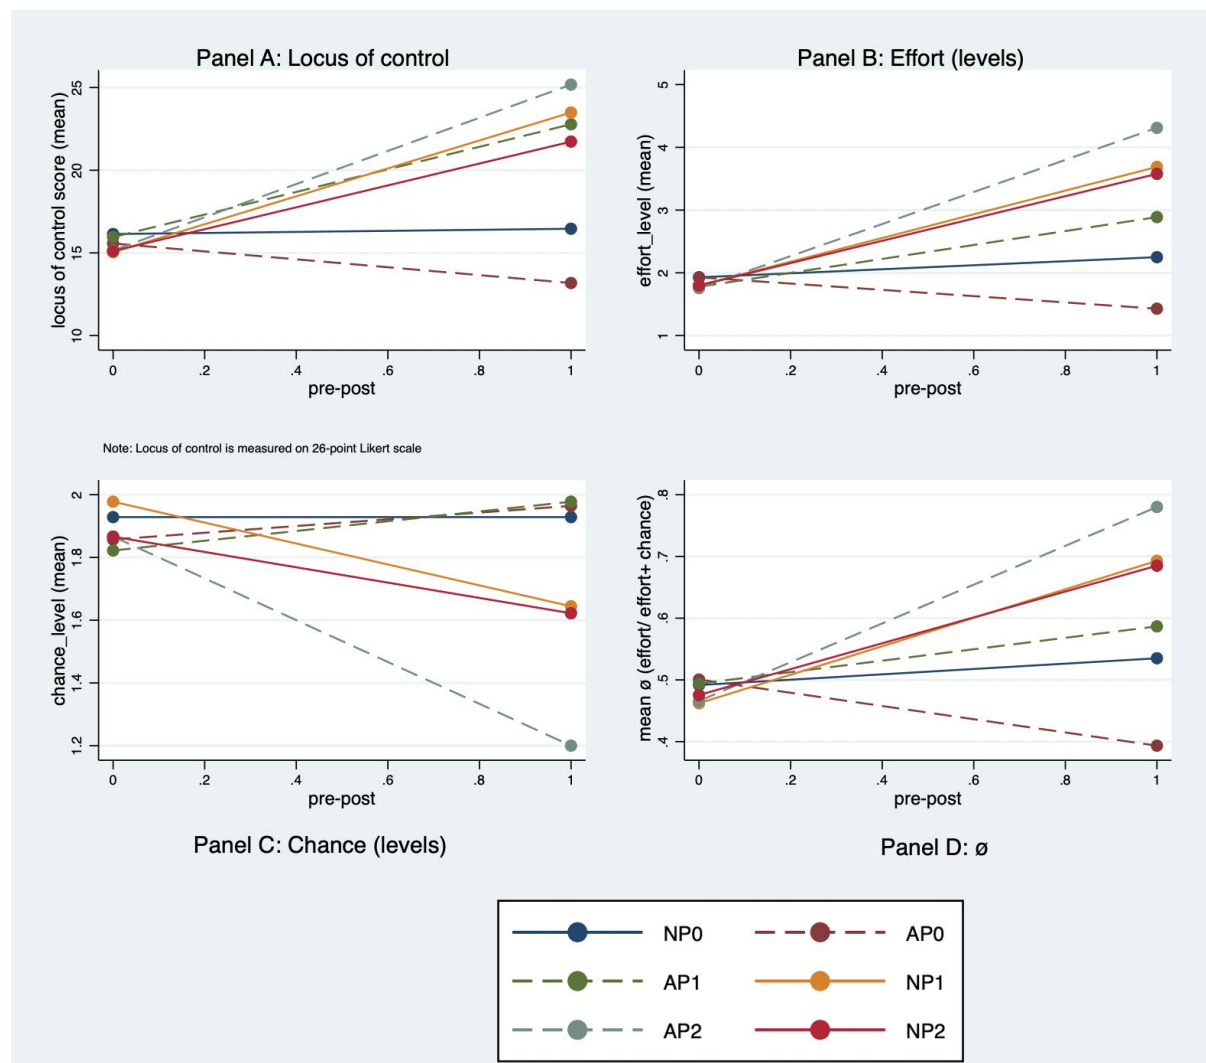 Panel A: Locus of control
locus of control score (mean)
25
20
15
10
0 .2 .4 .6 .8 1
pre-post
Note: Locus of control is measured on 26-point Likert scale
Panel B: Effort (levels)
effort_level (mean)
5
4
3
2
1
0 .2 .4 .6 .8 1
pre-post
chance_level (mean)
2
1.8
1.6
1.4
1.2
0 .2 .4 .6 .8 1
pre-post
Panel C: Chance (levels)
mean ø (effort/ effort+ chance)
.8
.7
.6
.5
.4
0 .2 .4 .6 .8 1
pre-post
Panel D: ø
NP0 AP0
AP1 NP1
AP2 NP2